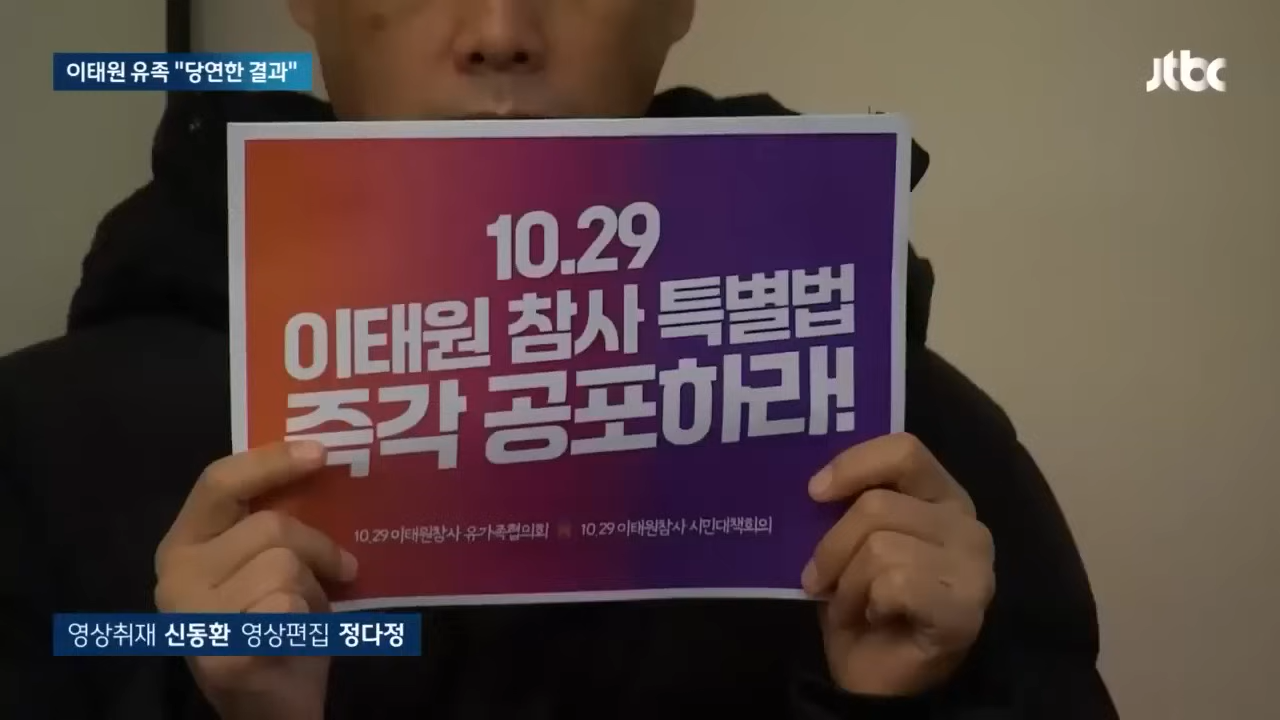 이태원 유족 "당연한 결과"
jtbc
10.29
이태원 참사 특별법
즉각 공포하라!
10.29 이태원참사 유가족협의회 10.29 이태원참사 시민대책회의
영상취재 신동환 영상편집 정다정